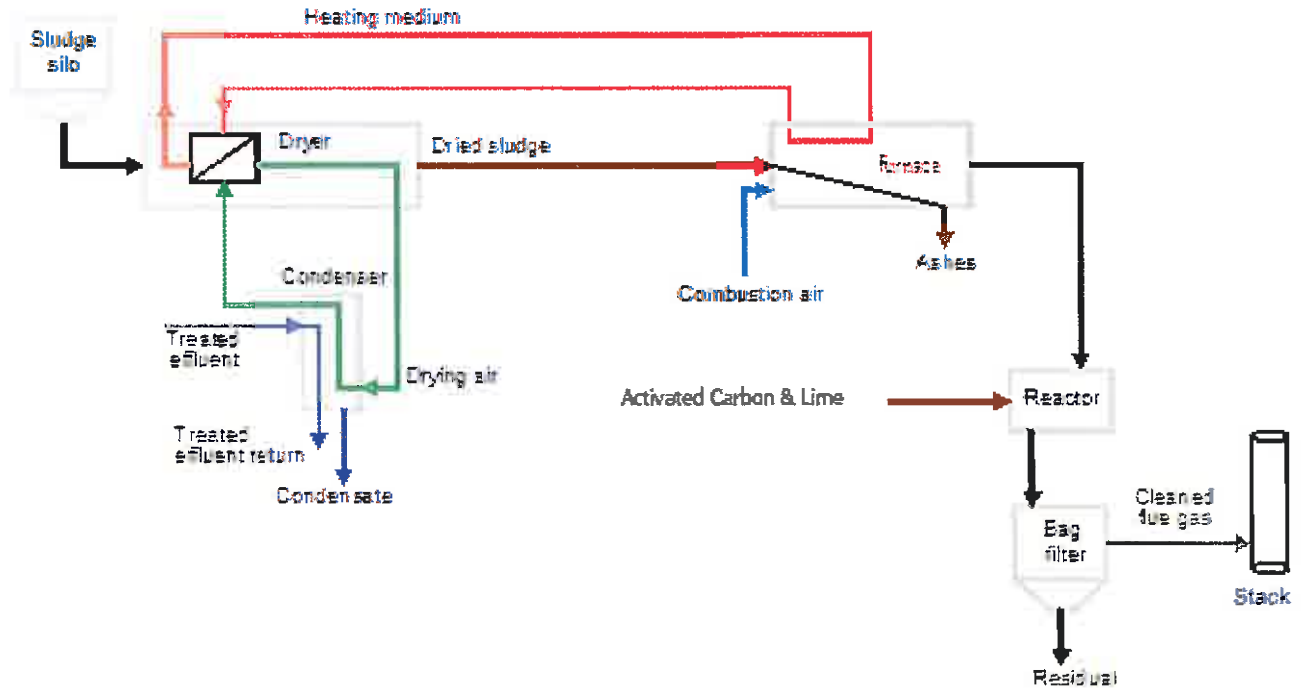 Heating medium
Sludge
silo
Dryer
Dried sludge
furnace
Ashes
Condenser
Combustion air
Treated
effluent
Drying air
Activated Carbon & Lime
Reactor
Treated
effluent return
Condensate
Cleaned
flue gas
Bag
filter
Stack
Residual